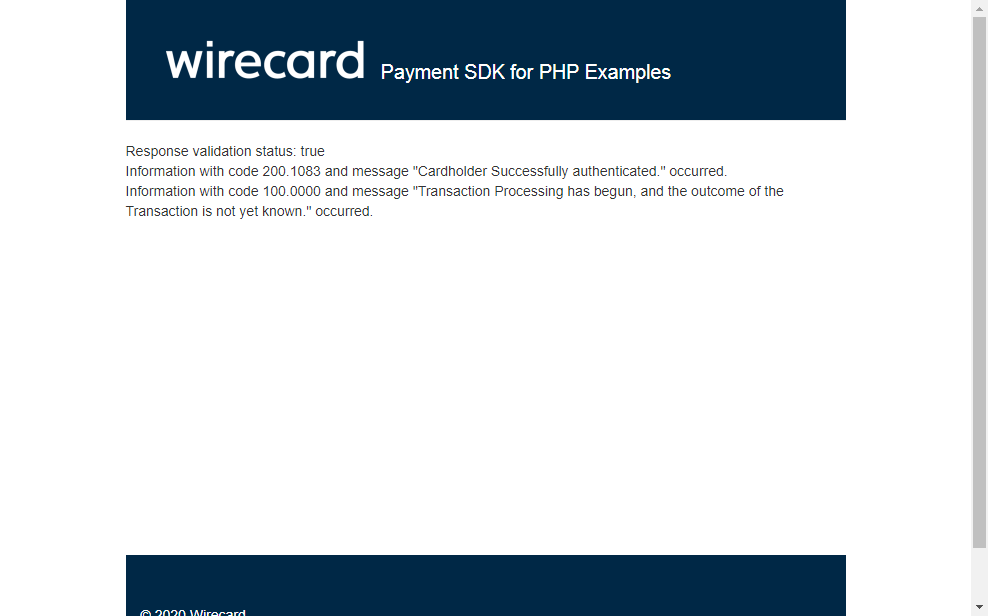 wirecard Payment SDK for PHP Examples
Response validation status: true
Information with code 200.1083 and message "Cardholder Successfully authenticated." occurred.
Information with code 100.0000 and message "Transaction Processing has begun, and the outcome of the
Transaction is not yet known." occurred.
© 2020 Wirecard